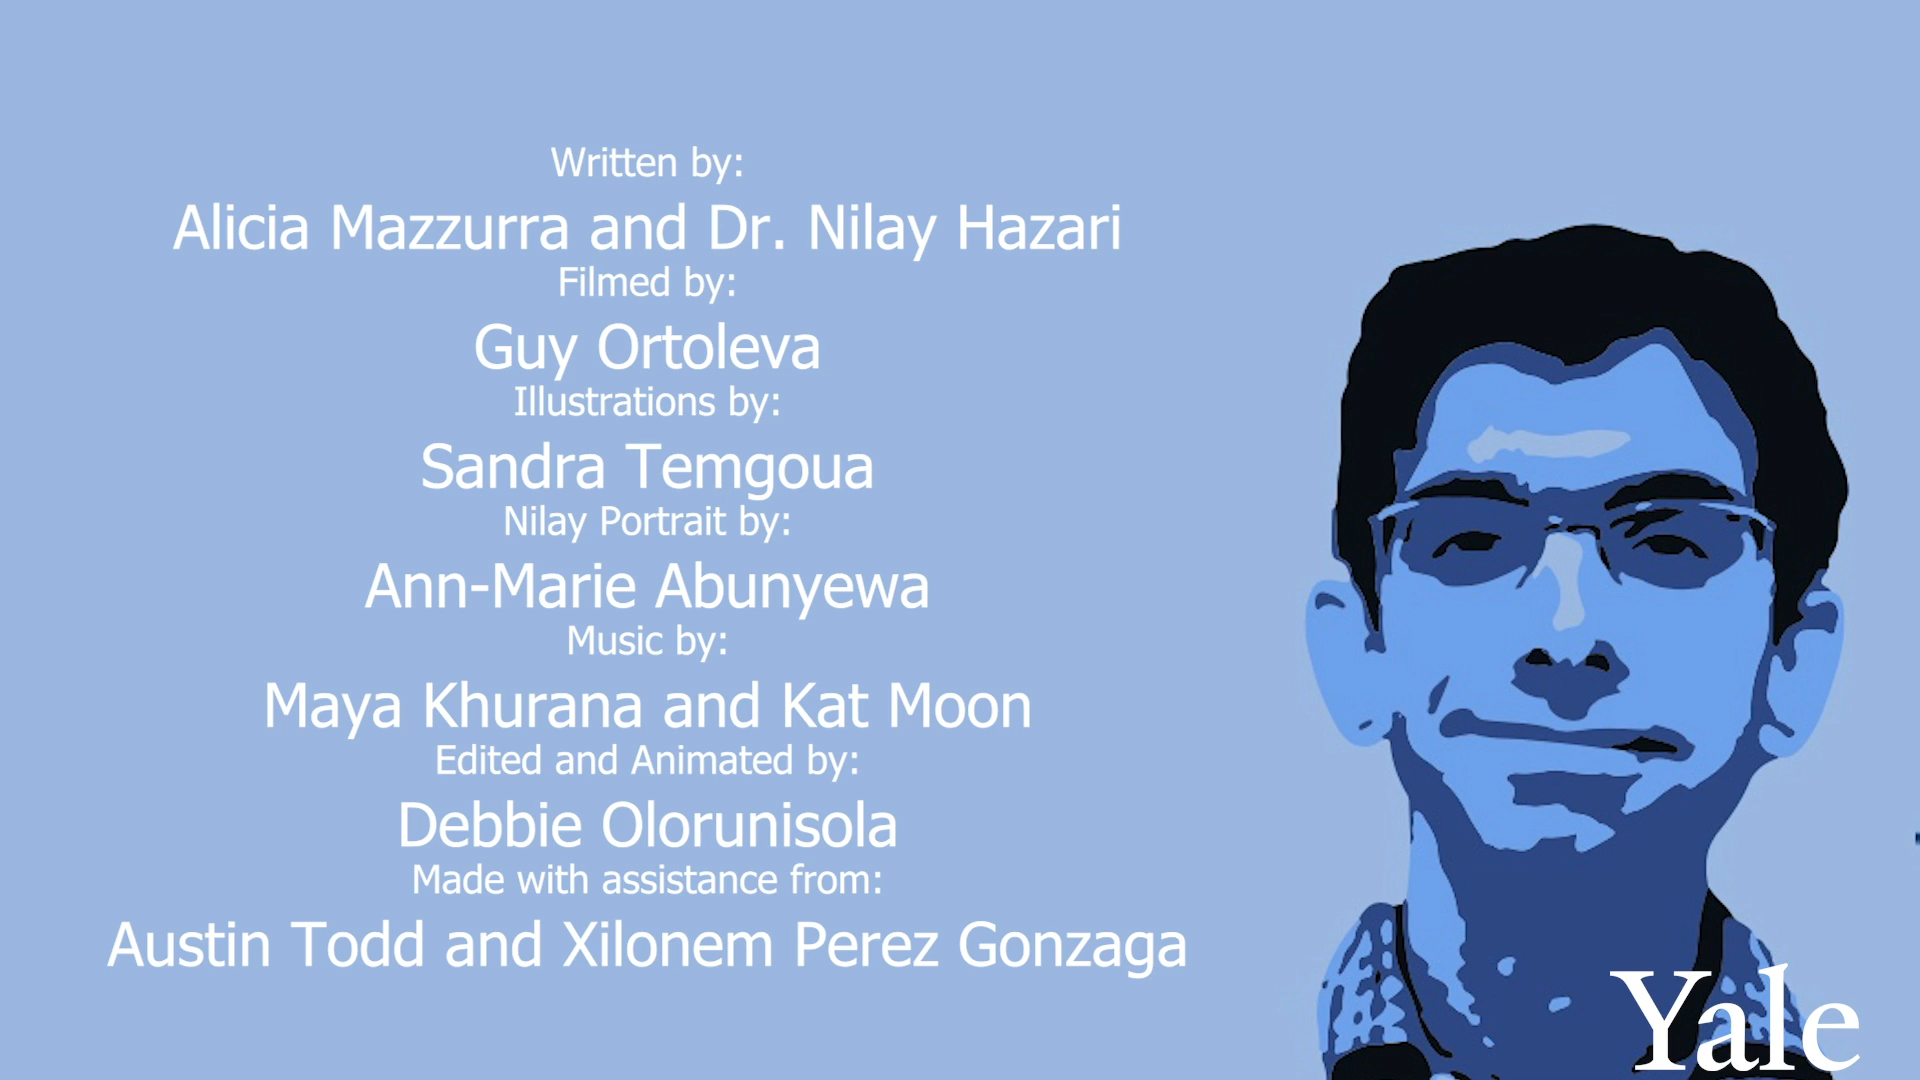 Written by:
Alicia Mazzurra and Dr. Nilay Hazari
Filmed by:
Guy Ortoleva
Illustrations by:
Sandra Temgoua
Nilay Portrait by:
Ann-Marie Abunyewa
Music by:
Maya Khurana and Kat Moon
Edited and Animated by:
Debbie Olorunisola
Made with assistance from:
Austin Todd and Xilonem Perez Gonzaga
Yale